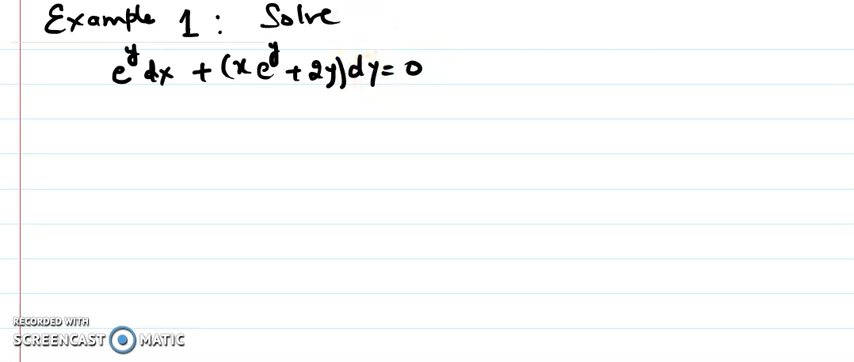 Example 1 : Solve
e^y dx + (x e^y + 2y) dy = 0
RECORDED WITH
SCREENCAST MATIC